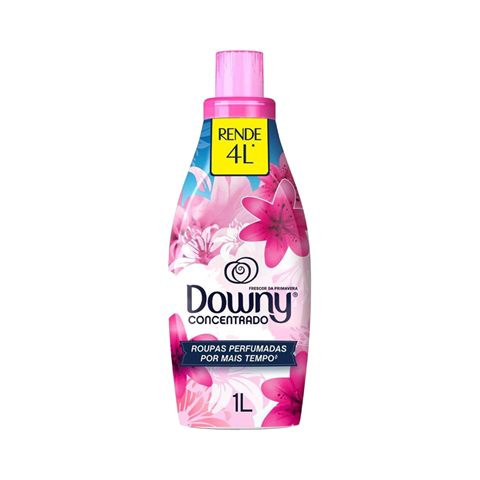 RENDE
4L*
FRESCOR DA PRIMAVERA
Downy®
CONCENTRADO
ROUPAS PERFUMADAS
POR MAIS TEMPO◊
1L